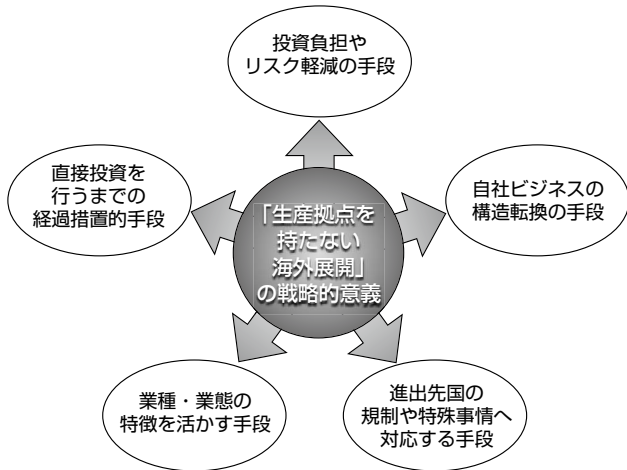 投資負担や
リスク軽減の手段
直接投資を
行うまでの
経過措置的手段
自社ビジネスの
構造転換の手段
「生産拠点を
持たない
海外展開」
の戦略的意義
業種・業態の
特徴を活かす手段
進出先国の
規制や特殊事情へ
対応する手段